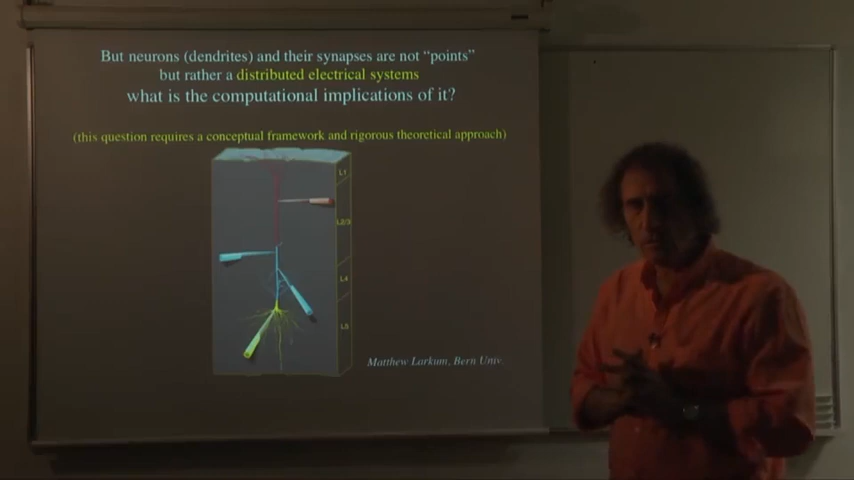 But neurons (dendrites) and their synapses are not “points”
but rather a distributed electrical systems
what is the computational implications of it?
(this question requires a conceptual framework and rigorous theoretical approach)
L1
L2/3
L4
L5
Matthew Larkum, Bern Univ.